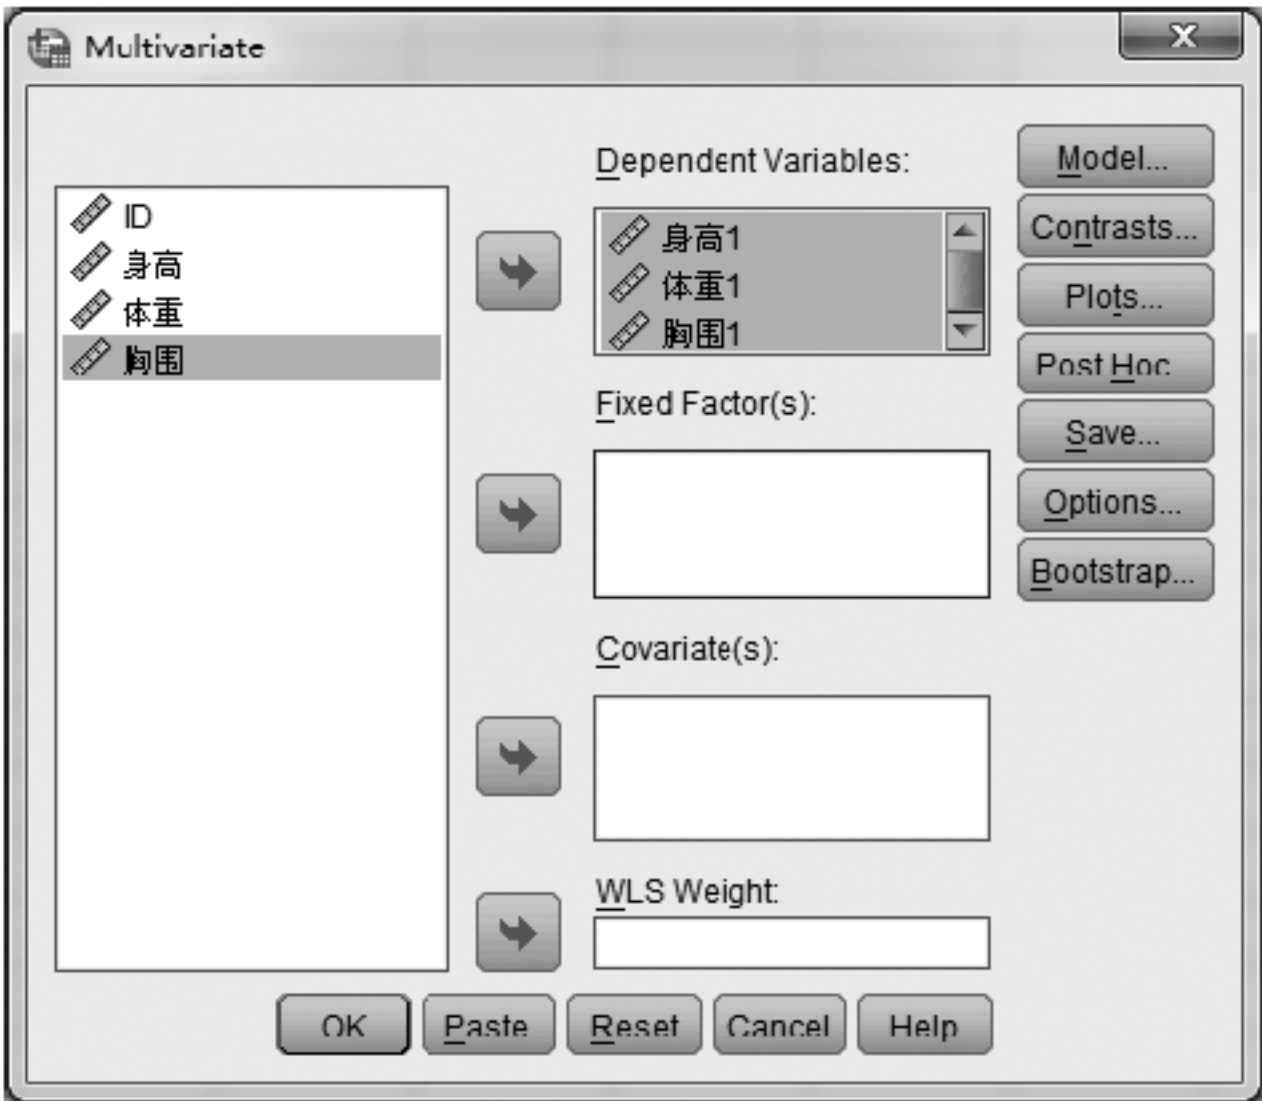 Multivariate
ID
身高
体重
胸围
Dependent Variables:
身高1
体重1
胸围1
Fixed Factor(s):
Covariate(s):
WLS Weight:
Model...
Contrasts...
Plots...
Post Hoc
Save...
Options...
Bootstrap...
OK
Paste
Reset
Cancel
Help